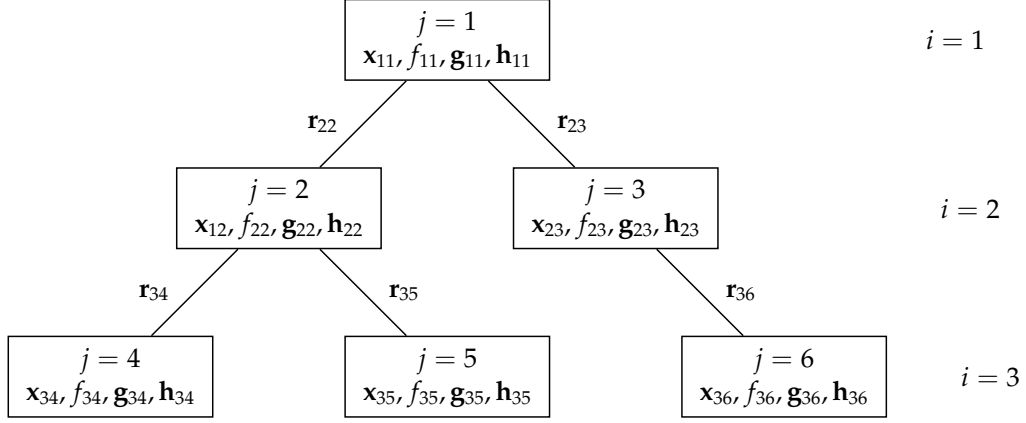 j = 1
x₁₁, f₁₁, g₁₁, h₁₁
i = 1
r₂₂
r₂₃
j = 2
x₁₂, f₂₂, g₂₂, h₂₂
j = 3
x₂₃, f₂₃, g₂₃, h₂₃
i = 2
r₃₄
r₃₅
r₃₆
j = 4
x₃₄, f₃₄, g₃₄, h₃₄
j = 5
x₃₅, f₃₅, g₃₅, h₃₅
j = 6
x₃₆, f₃₆, g₃₆, h₃₆
i = 3